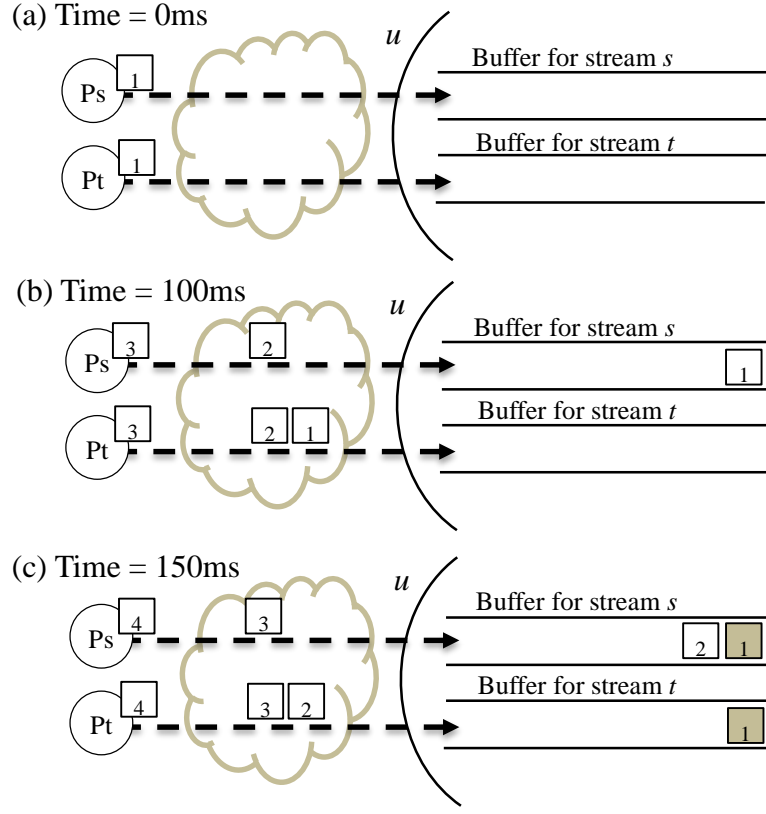 (a) Time = 0ms
u
Buffer for stream s
Ps
1
Buffer for stream t
Pt
1
(b) Time = 100ms
u
Buffer for stream s
Ps
3
2
1
Buffer for stream t
Pt
3
2
1
(c) Time = 150ms
u
Buffer for stream s
Ps
4
3
2
1
Buffer for stream t
Pt
4
3
2
1